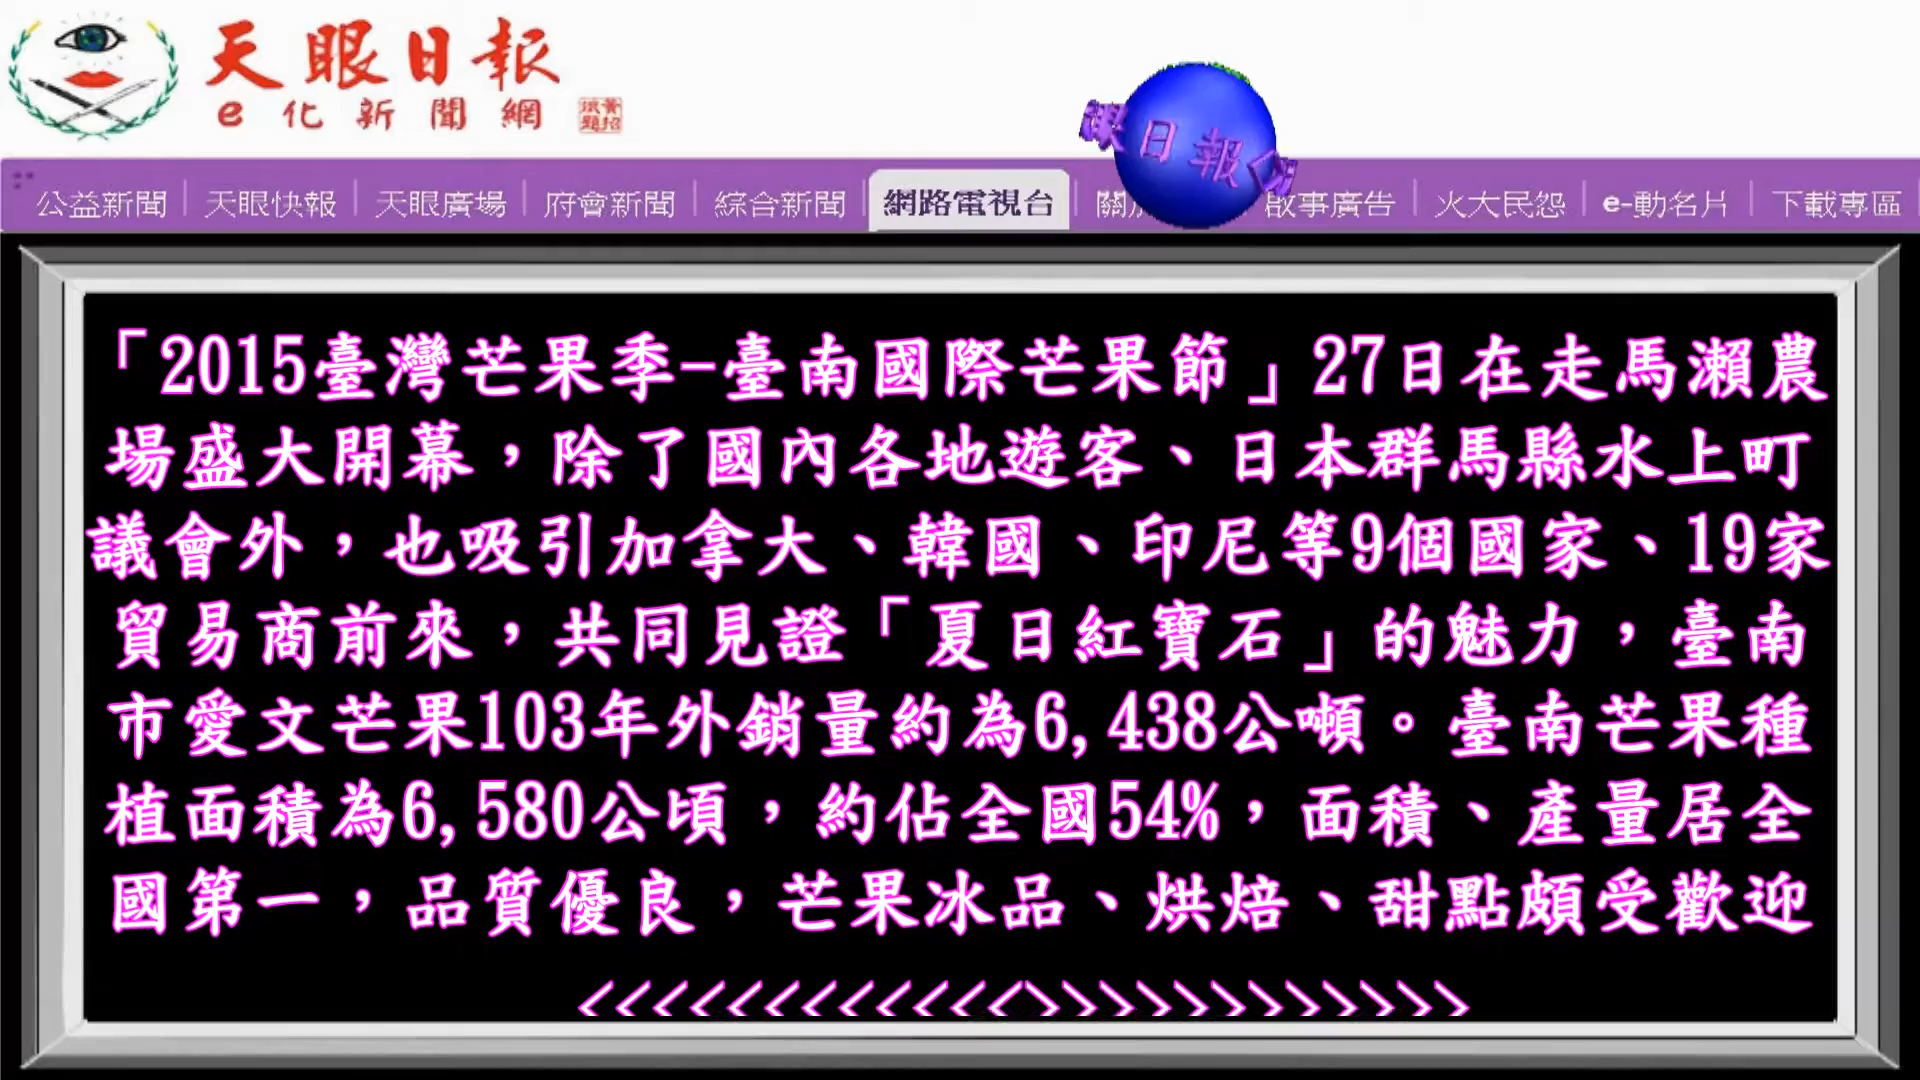 天眼日報
e化新聞網
眼日報
公益新聞 天眼快報 天眼廣場 府會新聞 綜合新聞 網路電視台 關於 啟事廣告 火大民怨 e-動名片 下載專區
「2015臺灣芒果季-臺南國際芒果節」27日在走馬瀨農
場盛大開幕，除了國內各地遊客、日本群馬縣水上町
議會外，也吸引加拿大、韓國、印尼等9個國家、19家
貿易商前來，共同見證「夏日紅寶石」的魅力，臺南
市愛文芒果103年外銷量約為6,438公噸。臺南芒果種
植面積為6,580公頃，約佔全國54%，面積、產量居全
國第一，品質優良，芒果冰品、烘焙、甜點頗受歡迎
<<<<<<<<<<<<>>>>>>>>>>>>